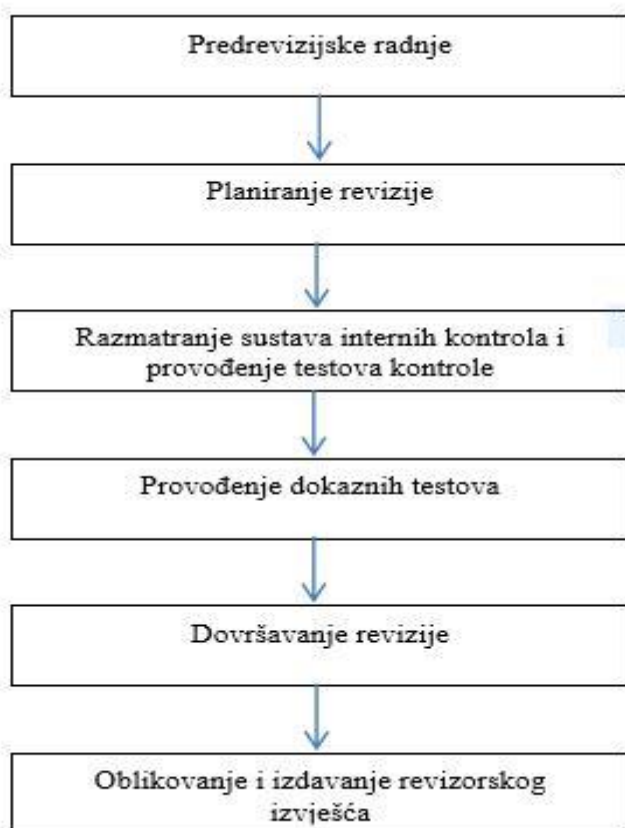 Predrevizijske radnje
Planiranje revizije
Razmatranje sustava internih kontrola i
provođenje testova kontrole
Provođenje dokaznih testova
Dovršavanje revizije
Oblikovanje i izdavanje revizorskog
izvješća